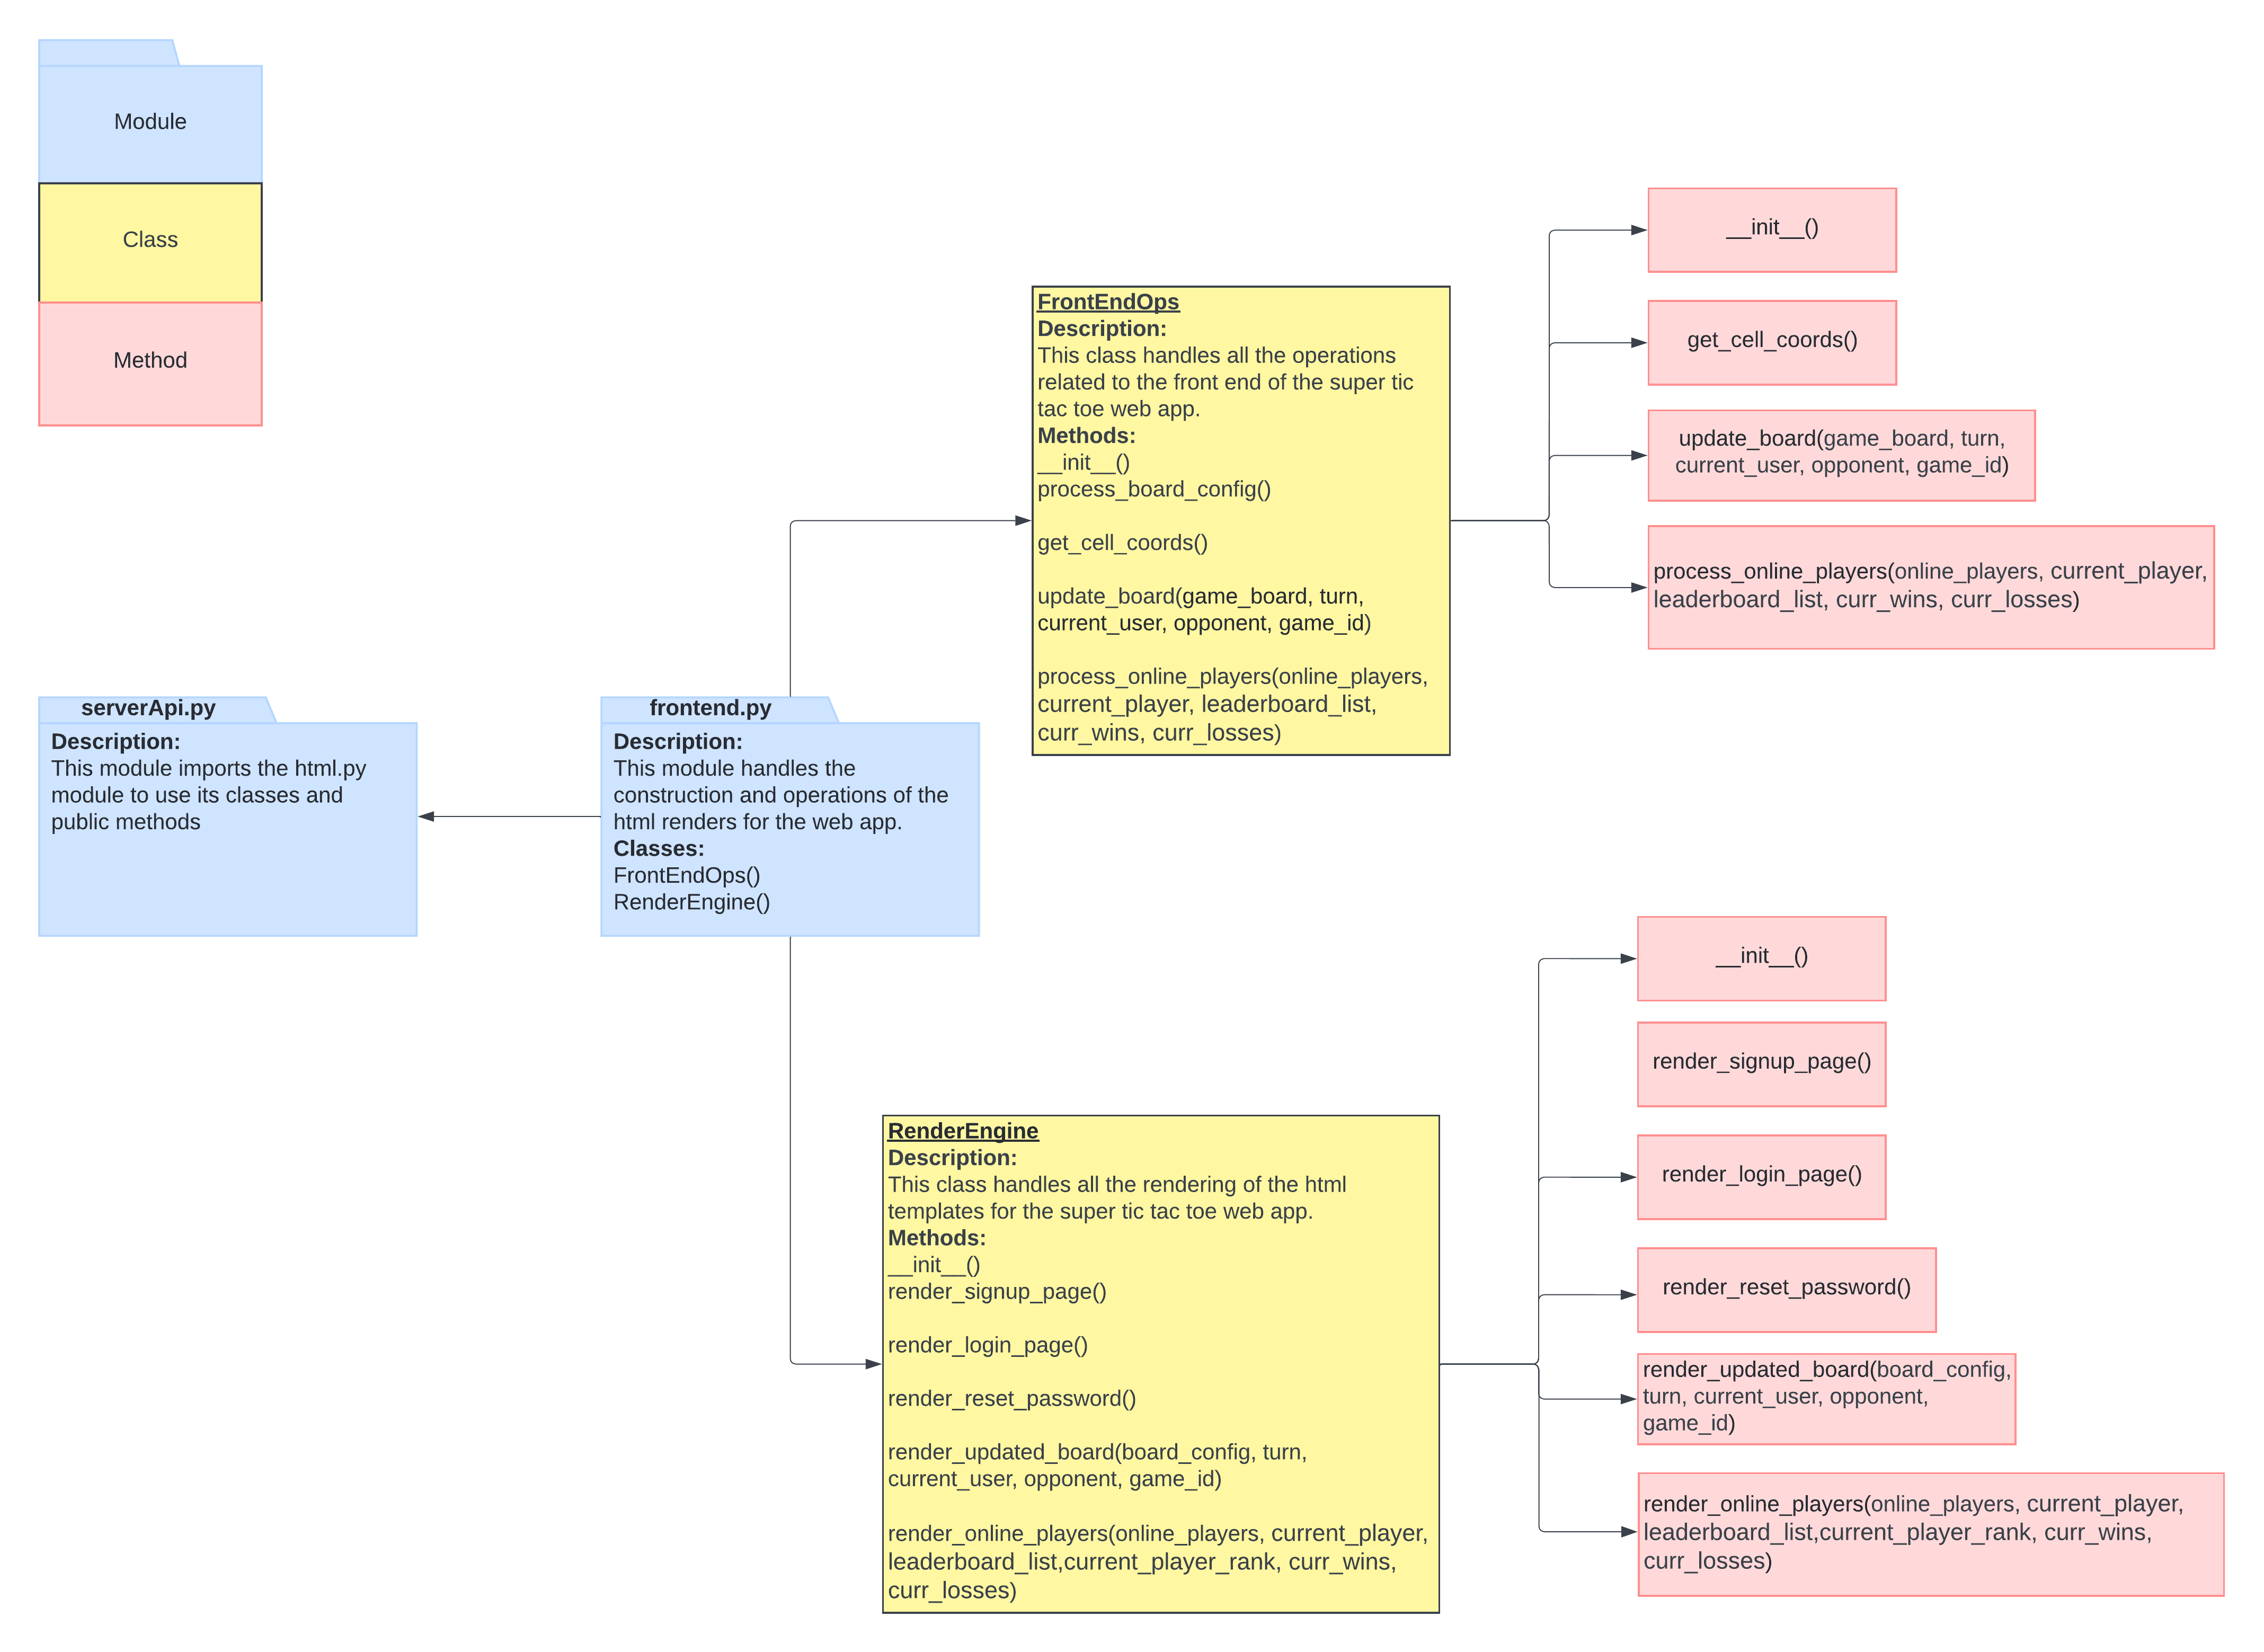 Module
Class
Method
serverApi.py
Description:
This module imports the html.py
module to use its classes and
public methods
frontend.py
Description:
This module handles the
construction and operations of the
html renders for the web app.
Classes:
FrontEndOps()
RenderEngine()
FrontEndOps
Description:
This class handles all the operations
related to the front end of the super tic
tac toe web app.
Methods:
__init__()
process_board_config()
get_cell_coords()
update_board(game_board, turn,
current_user, opponent, game_id)
process_online_players(online_players,
current_player, leaderboard_list,
curr_wins, curr_losses)
__init__()
get_cell_coords()
update_board(game_board, turn,
current_user, opponent, game_id)
process_online_players(online_players, current_player,
leaderboard_list, curr_wins, curr_losses)
RenderEngine
Description:
This class handles all the rendering of the html
templates for the super tic tac toe web app.
Methods:
__init__()
render_signup_page()
render_login_page()
render_reset_password()
render_updated_board(board_config, turn,
current_user, opponent, game_id)
render_online_players(online_players, current_player,
leaderboard_list,current_player_rank, curr_wins,
curr_losses)
__init__()
render_signup_page()
render_login_page()
render_reset_password()
render_updated_board(board_config,
turn, current_user, opponent,
game_id)
render_online_players(online_players, current_player,
leaderboard_list,current_player_rank, curr_wins,
curr_losses)